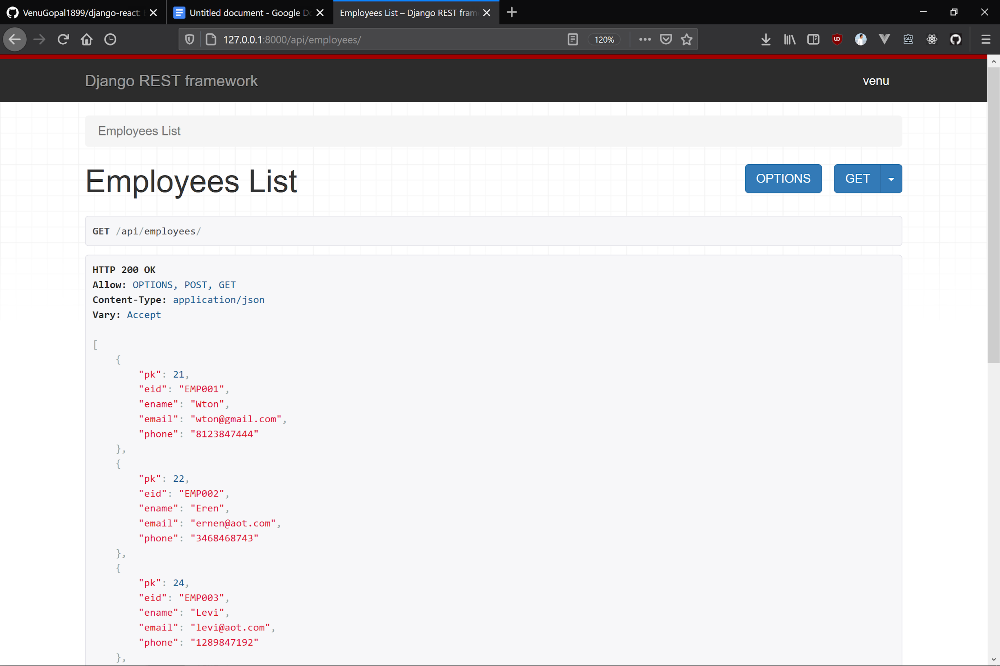 VenuGopal1899/django-react:
Untitled document - Google Do
Employees List – Django REST fram
127.0.0.1:8000/api/employees/
120%
Django REST framework
venu
Employees List
Employees List
OPTIONS
GET
GET /api/employees/
HTTP 200 OK
Allow: OPTIONS, POST, GET
Content-Type: application/json
Vary: Accept
[
{
"pk": 21,
"eid": "EMP001",
"ename": "Wton",
"email": "wton@gmail.com",
"phone": "8123847444"
},
{
"pk": 22,
"eid": "EMP002",
"ename": "Eren",
"email": "ernen@aot.com",
"phone": "3468468743"
},
{
"pk": 24,
"eid": "EMP003",
"ename": "Levi",
"email": "levi@aot.com",
"phone": "1289847192"
},